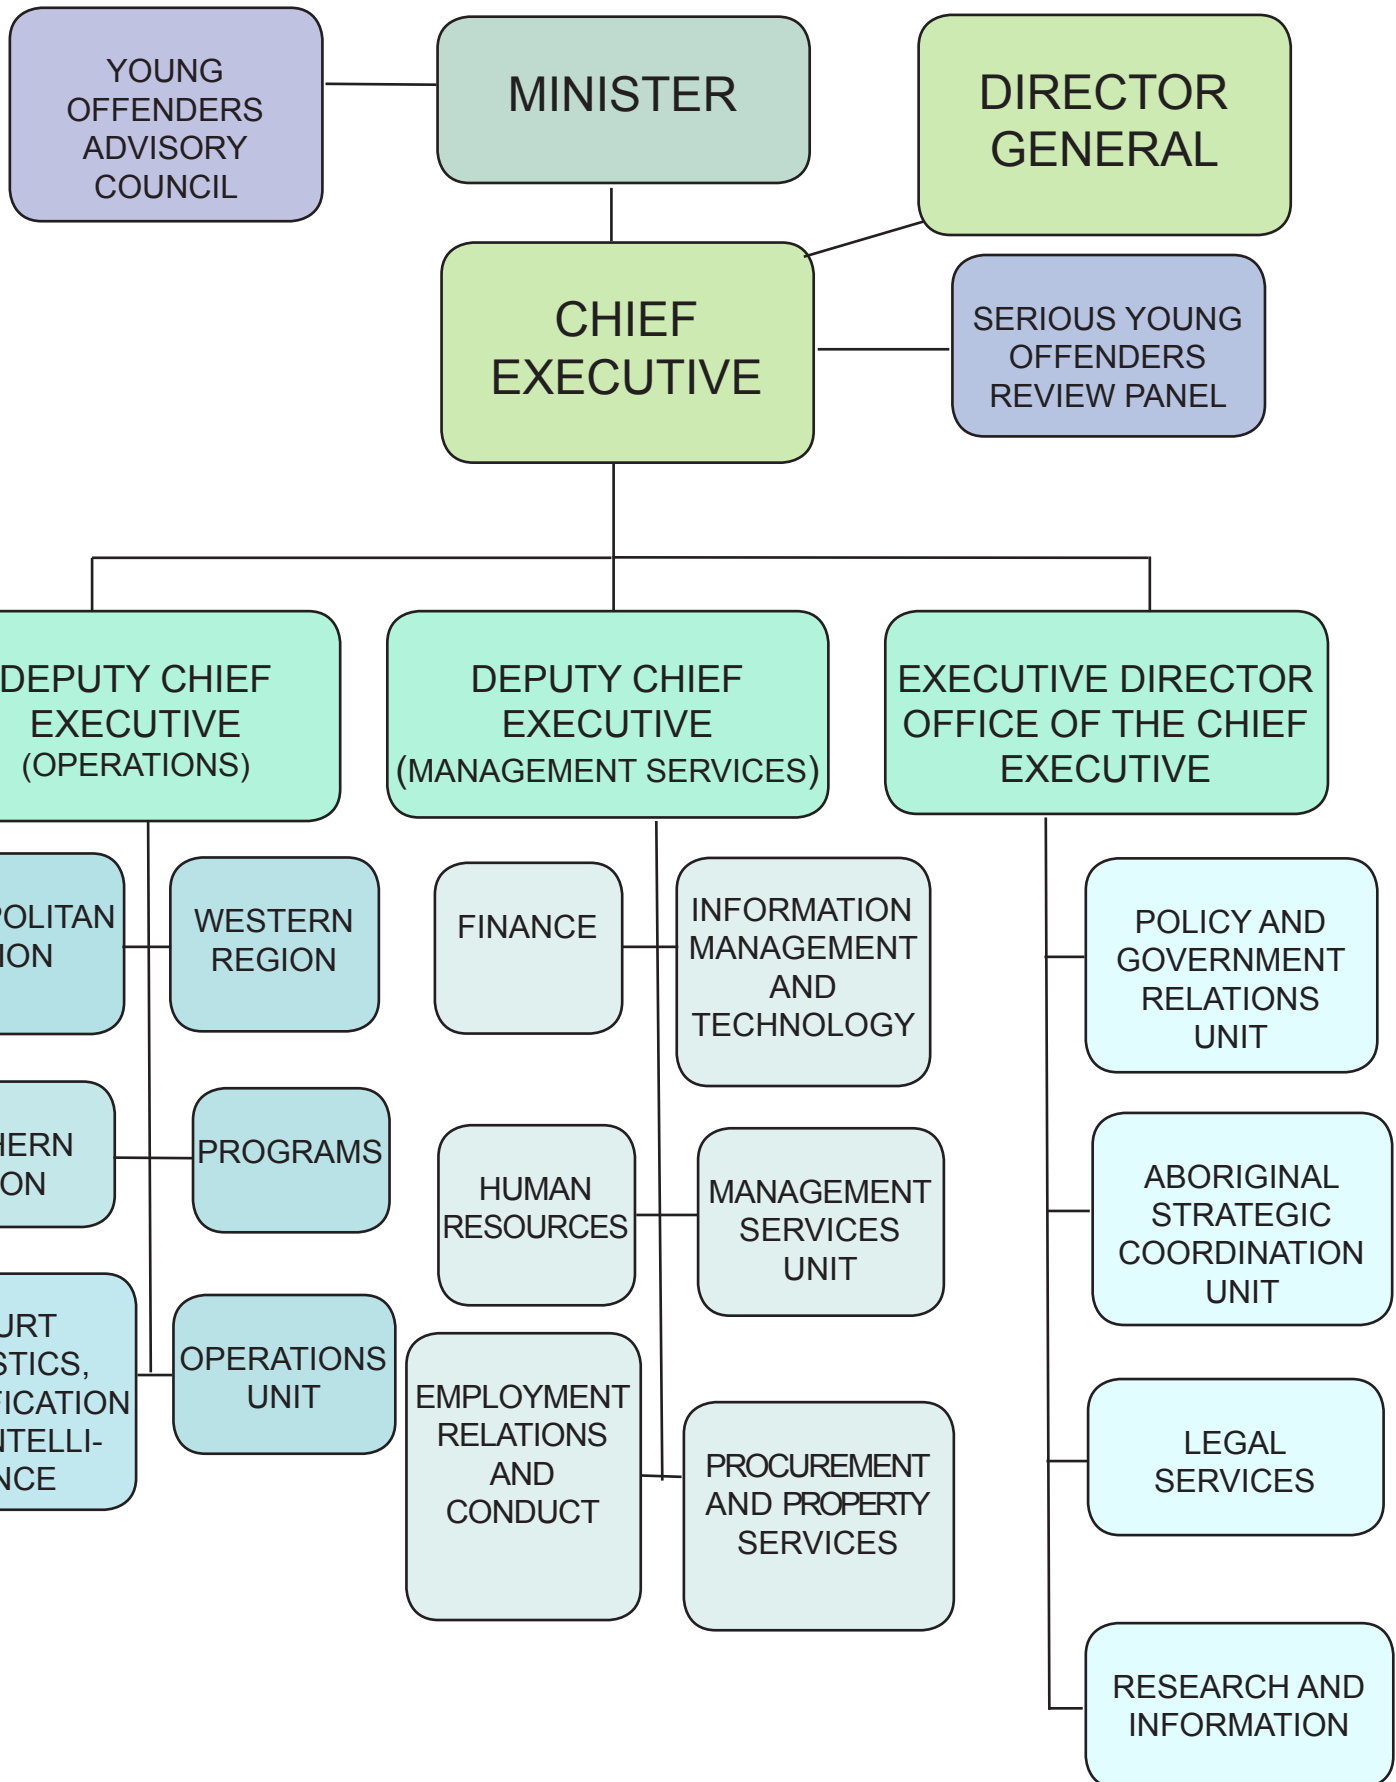 YOUNG
OFFENDERS
ADVISORY
COUNCIL
MINISTER
DIRECTOR
GENERAL
CHIEF
EXECUTIVE
SERIOUS YOUNG
OFFENDERS
REVIEW PANEL
DEPUTY CHIEF
EXECUTIVE
(OPERATIONS)
DEPUTY CHIEF
EXECUTIVE
(MANAGEMENT SERVICES)
EXECUTIVE DIRECTOR
OFFICE OF THE CHIEF
EXECUTIVE
WESTERN
REGION
PROGRAMS
OPERATIONS
UNIT
FINANCE
INFORMATION
MANAGEMENT
AND
TECHNOLOGY
HUMAN
RESOURCES
MANAGEMENT
SERVICES
UNIT
EMPLOYMENT
RELATIONS
AND
CONDUCT
PROCUREMENT
AND PROPERTY
SERVICES
POLICY AND
GOVERNMENT
RELATIONS
UNIT
ABORIGINAL
STRATEGIC
COORDINATION
UNIT
LEGAL
SERVICES
RESEARCH AND
INFORMATION